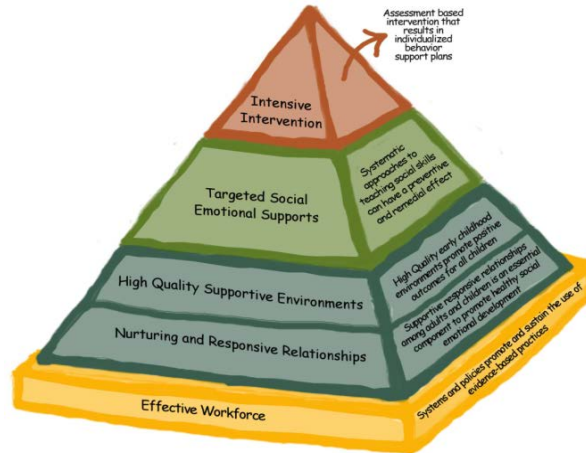 Assessment based
intervention that
results in
individualized
behavior
support plans
Intensive
Intervention
Systematic
approaches to
teaching social skills
can have a preventive
and remedial effect
Targeted Social
Emotional Supports
High Quality early childhood
environments promote positive
outcomes for all children
High Quality Supportive Environments
Supportive responsive relationships
among adults and children is an essential
component to promote healthy social
emotional development
Nurturing and Responsive Relationships
Systems and policies promote and sustain the use of
evidence-based practices
Effective Workforce